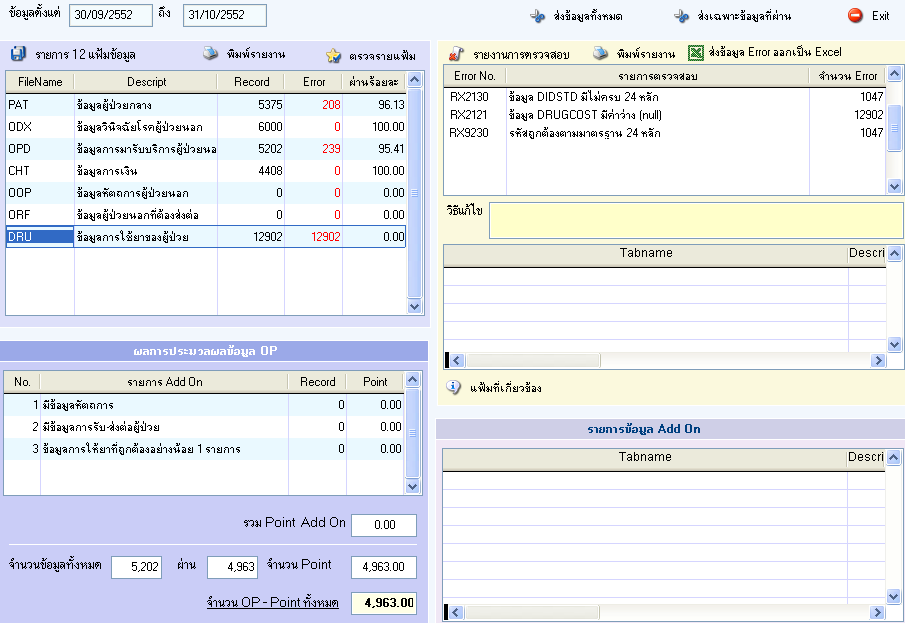 ข้อมูลตั้งแต่ 30/09/2552 ถึง 31/10/2552
ส่งข้อมูลทั้งหมด ส่งเฉพาะข้อมูลที่ผ่าน Exit
รายการ 12 แฟ้มข้อมูล พิมพ์รายงาน ตรวจรายแฟ้ม
FileName Descript Record Error ผ่านร้อยละ
PAT ข้อมูลผู้ป่วยกลาง 5375 208 96.13
ODX ข้อมูลวินิจฉัยโรคผู้ป่วยนอก 6000 0 100.00
OPD ข้อมูลการมารับบริการผู้ป่วยนอ 5202 239 95.41
CHT ข้อมูลการเงิน 4408 0 100.00
OOP ข้อมูลหัตถการผู้ป่วยนอก 0 0 0.00
ORF ข้อมูลผู้ป่วยนอกที่ต้องส่งต่อ 0 0 0.00
DRU ข้อมูลการใช้ยาของผู้ป่วย 12902 12902 0.00
รายงานการตรวจสอบ พิมพ์รายงาน ส่งข้อมูล Error ออกเป็น Excel
Error No. รายการตรวจสอบ จำนวน Error
RX2130 ข้อมูล DIDSTD มีไม่ครบ 24 หลัก 1047
RX2121 ข้อมูล DRUGCOST มีค่าว่าง (null) 12902
RX9230 รหัสถูกต้องตามมาตรฐาน 24 หลัก 1047
วิธีแก้ไข
Tabname Descri
แฟ้มที่เกี่ยวข้อง
ผลการประมวลผลข้อมูล OP
No. รายการ Add On Record Point
1 มีข้อมูลหัตถการ 0 0.00
2 มีข้อมูลการรับ-ส่งต่อผู้ป่วย 0 0.00
3 ข้อมูลการให้ยาที่ถูกต้องอย่างน้อย 1 รายการ 0 0.00
รวม Point Add On 0.00
จำนวนข้อมูลทั้งหมด 5,202 ผ่าน 4,963 จำนวน Point 4,963.00
จำนวน OP - Point ทั้งหมด 4,963.00
รายการข้อมูล Add On
Tabname Descri